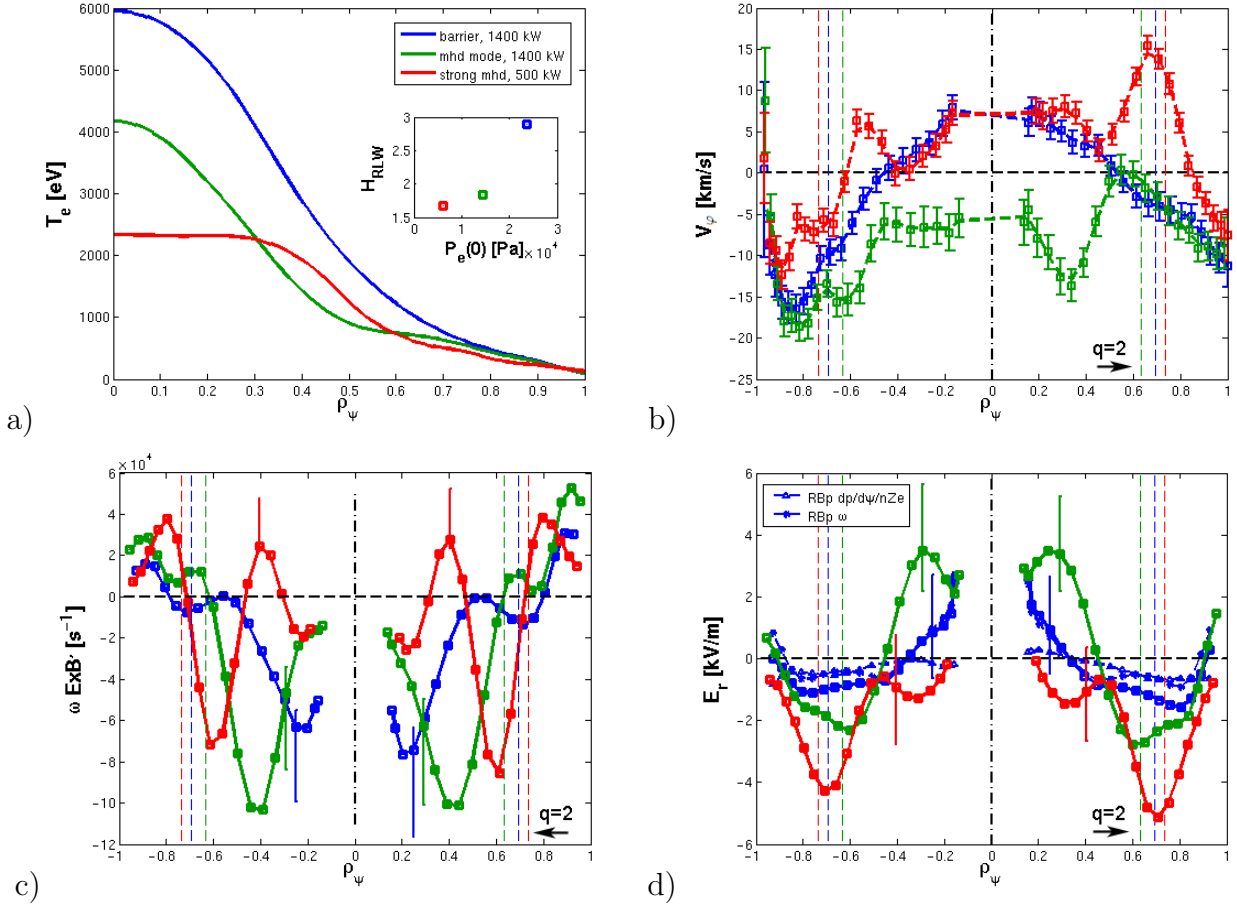 6000
5000
4000
3000
2000
1000
0
T_e [eV]
barrier, 1400 kW
mhd mode, 1400 kW
strong mhd, 500 kW
3
2.5
2
1.5
H_RLW
0 1 2 3
P_e(0) [Pa] × 10^4
0 0.1 0.2 0.3 0.4 0.5 0.6 0.7 0.8 0.9 1
ρ_ψ
a)
20
15
10
5
0
−5
−10
−15
−20
−25
V_φ [km/s]
q=2
−1 −0.8 −0.6 −0.4 −0.2 0 0.2 0.4 0.6 0.8 1
ρ_ψ
b)
× 10^4
6
4
2
0
−2
−4
−6
−8
−10
−12
ω ExB' [s^−1]
q=2
−1 −0.8 −0.6 −0.4 −0.2 0 0.2 0.4 0.6 0.8 1
ρ_ψ
c)
6
4
2
0
−2
−4
−6
E_r [kV/m]
RBp dp/dψ/nZe
RBp ω
q=2
−1 −0.8 −0.6 −0.4 −0.2 0 0.2 0.4 0.6 0.8 1
ρ_ψ
d)